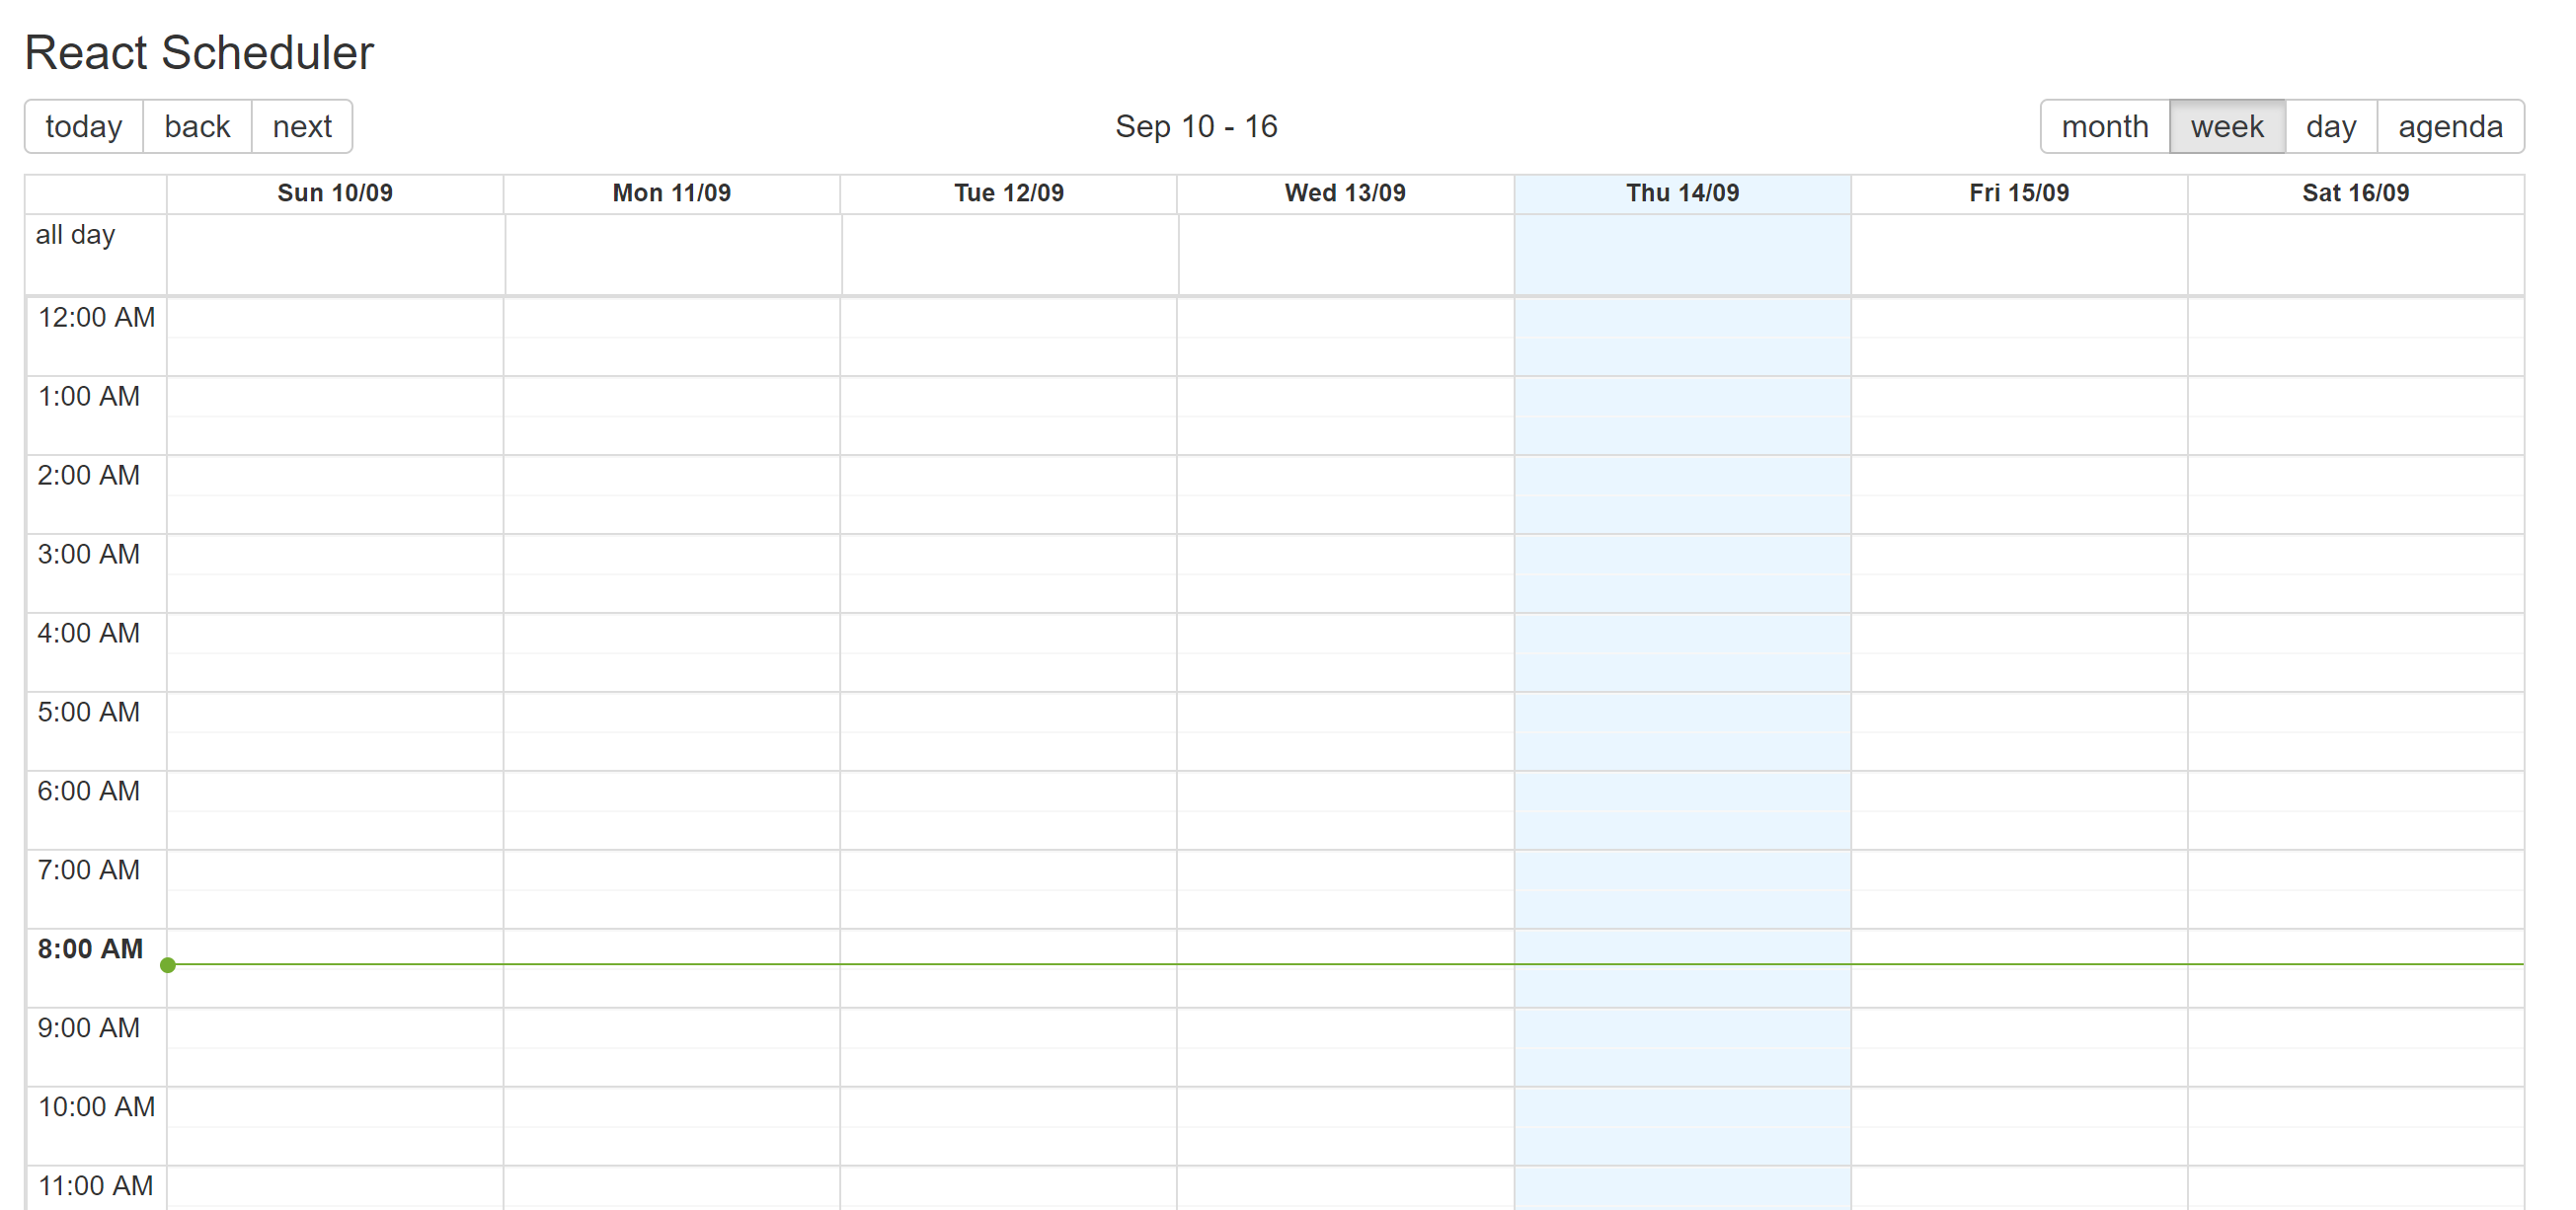 React Scheduler
today back next Sep 10 - 16 month week day agenda
Sun 10/09 Mon 11/09 Tue 12/09 Wed 13/09 Thu 14/09 Fri 15/09 Sat 16/09
all day
12:00 AM
1:00 AM
2:00 AM
3:00 AM
4:00 AM
5:00 AM
6:00 AM
7:00 AM
8:00 AM
9:00 AM
10:00 AM
11:00 AM